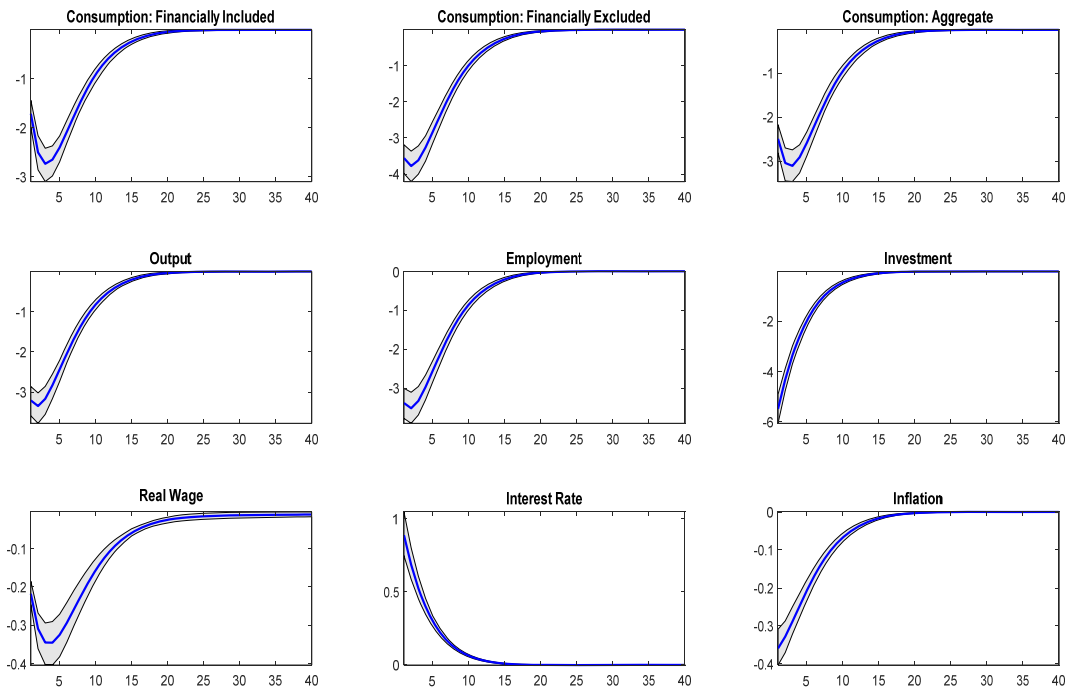 Consumption: Financially Included
-1
-2
-3
5 10 15 20 25 30 35 40
Consumption: Financially Excluded
-1
-2
-3
-4
5 10 15 20 25 30 35 40
Consumption: Aggregate
-1
-2
-3
5 10 15 20 25 30 35 40
Output
-1
-2
-3
5 10 15 20 25 30 35 40
Employment
0
-1
-2
-3
5 10 15 20 25 30 35 40
Investment
-2
-4
-6
5 10 15 20 25 30 35 40
Real Wage
-0.1
-0.2
-0.3
-0.4
5 10 15 20 25 30 35 40
Interest Rate
1
0.5
0
5 10 15 20 25 30 35 40
Inflation
0
-0.1
-0.2
-0.3
-0.4
5 10 15 20 25 30 35 40